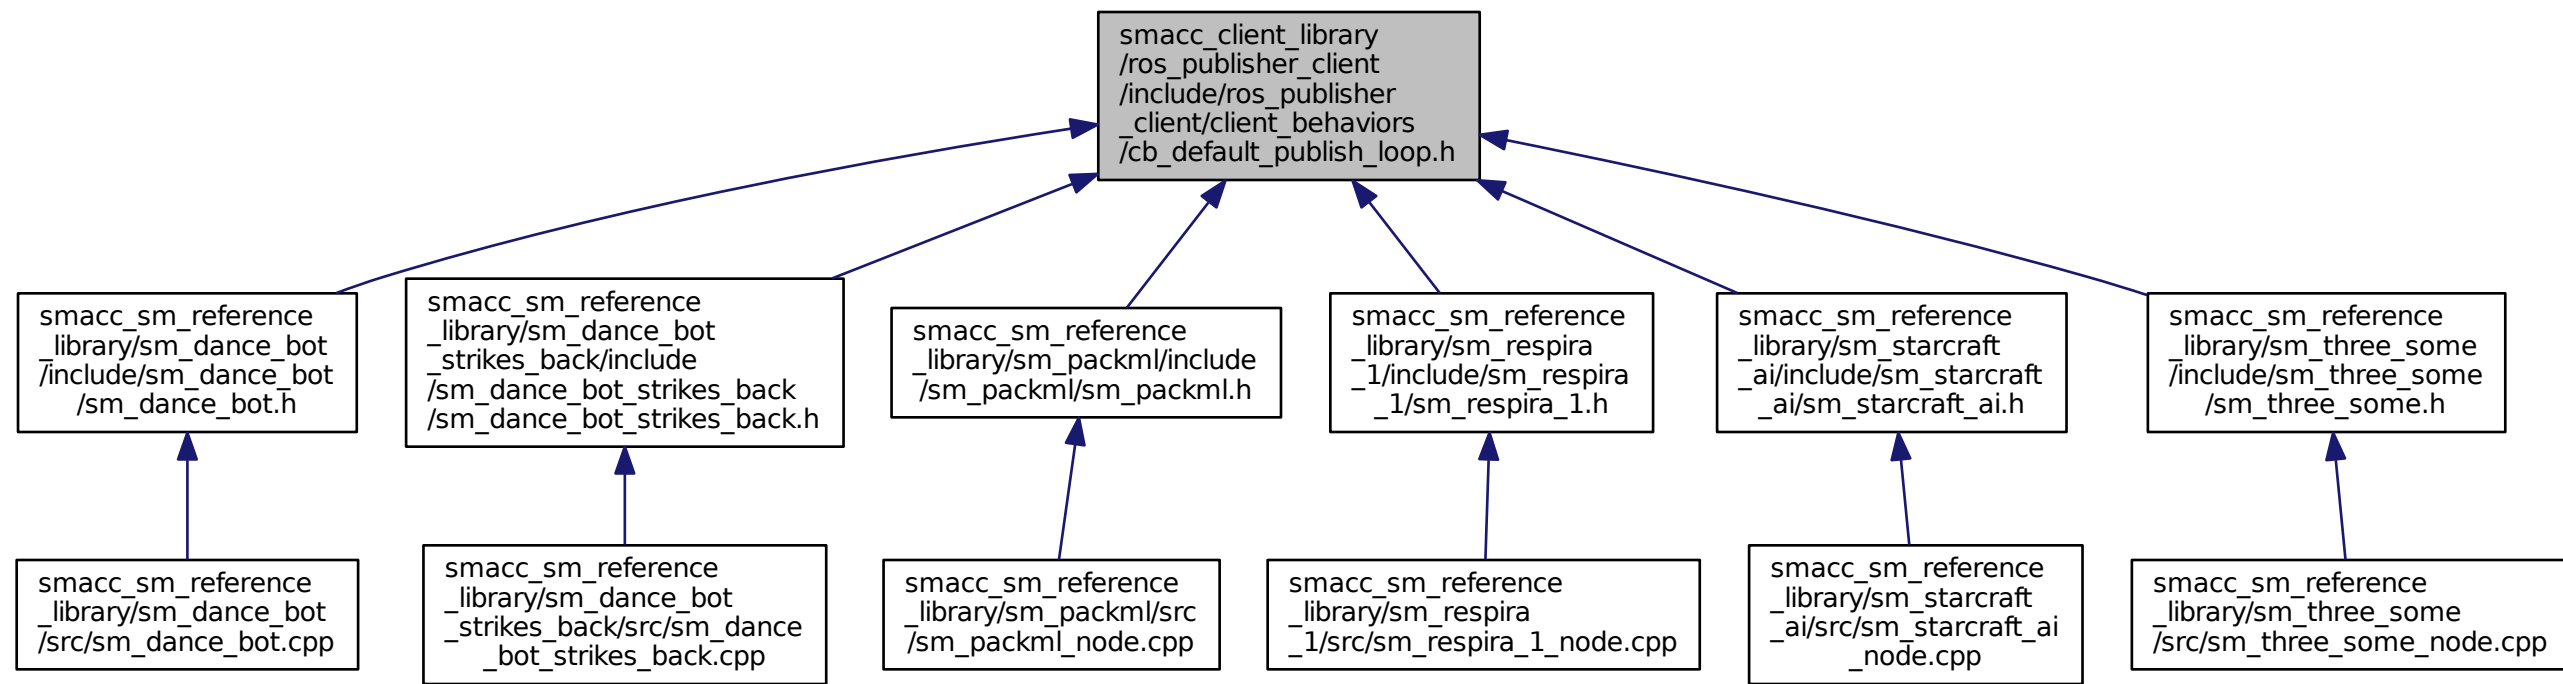 smacc_client_library
/ros_publisher_client
/include/ros_publisher
_client/client_behaviors
/cb_default_publish_loop.h
smacc_sm_reference
_library/sm_dance_bot
/include/sm_dance_bot
/sm_dance_bot.h
smacc_sm_reference
_library/sm_dance_bot
_strikes_back/include
/sm_dance_bot_strikes_back
/sm_dance_bot_strikes_back.h
smacc_sm_reference
_library/sm_packml/include
/sm_packml/sm_packml.h
smacc_sm_reference
_library/sm_respira
_1/include/sm_respira
_1/sm_respira_1.h
smacc_sm_reference
_library/sm_starcraft
_ai/include/sm_starcraft
_ai/sm_starcraft_ai.h
smacc_sm_reference
_library/sm_three_some
/include/sm_three_some
/sm_three_some.h
smacc_sm_reference
_library/sm_dance_bot
/src/sm_dance_bot.cpp
smacc_sm_reference
_library/sm_dance_bot
_strikes_back/src/sm_dance
_bot_strikes_back.cpp
smacc_sm_reference
_library/sm_packml/src
/sm_packml_node.cpp
smacc_sm_reference
_library/sm_respira
_1/src/sm_respira_1_node.cpp
smacc_sm_reference
_library/sm_starcraft
_ai/src/sm_starcraft_ai
_node.cpp
smacc_sm_reference
_library/sm_three_some
/src/sm_three_some_node.cpp